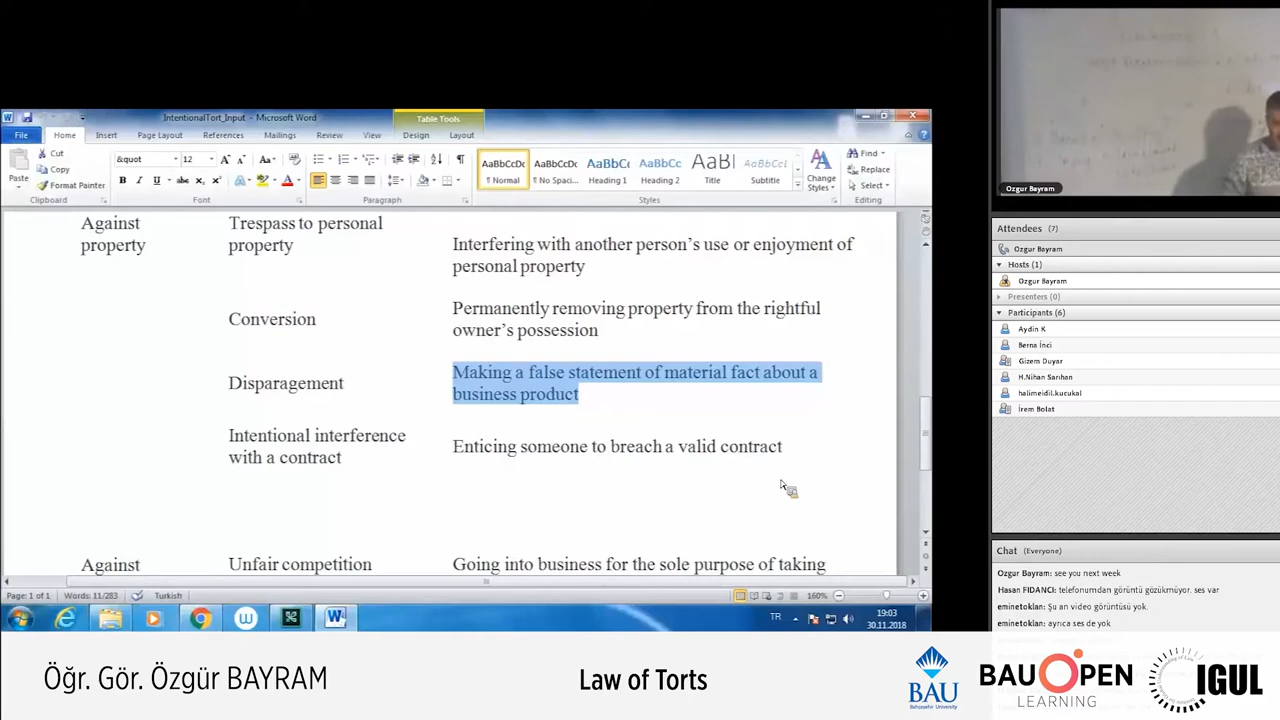 IntentionalTort_Input - Microsoft Word
Table Tools
File Home Insert Page Layout References Mailings Review View Design Layout
Paste
Cut
Copy
Format Painter
Clipboard
&quot
12
Font
Paragraph
AaBbCcDc
¶ Normal
AaBbCcDc
¶ No Spaci...
AaBbCc
Heading 1
AaBbCc
Heading 2
AaBl
Title
AaBbCcDc
Subtitle
Change
Styles
Styles
Find
Replace
Select
Editing
Against
property
Trespass to personal
property
Interfering with another person's use or enjoyment of
personal property
Conversion
Permanently removing property from the rightful
owner's possession
Disparagement
Making a false statement of material fact about a
business product
Intentional interference
with a contract
Enticing someone to breach a valid contract
Against
Unfair competition
Going into business for the sole purpose of taking
Page: 1 of 1 Words: 11/283 Turkish 160%
TR
19:03
30.11.2018
Ozgur Bayram
Attendees (7)
Ozgur Bayram
Hosts (1)
Ozgur Bayram
Presenters (0)
Participants (6)
Aydin K
Berna İnci
Gizem Duyar
H.Nihan Sarıhan
halimeidil.kucukal
İrem Bolat
Chat (Everyone)
Ozgur Bayram: see you next week
Hasan FIDANCI: telefonumdan görüntü gözükmüyor. ses var
eminetoklan: Şu an video görüntüsü yok.
eminetoklan: ayrıca ses de yok
Öğr. Gör. Özgür BAYRAM
Law of Torts
BAU
Bahçeşehir University
BAU OPEN
LEARNING
IGUL